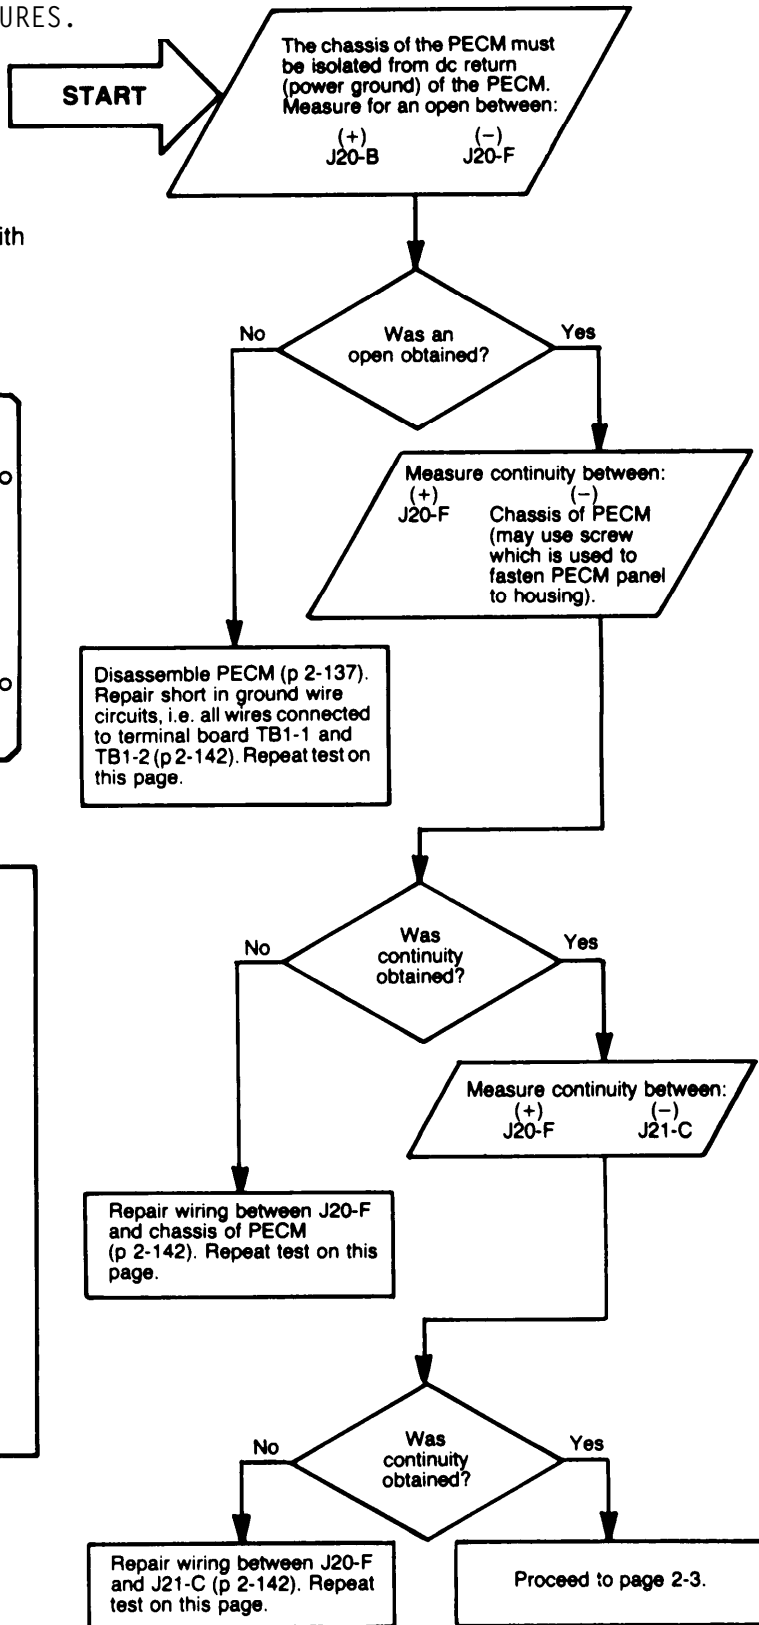 URES.
START
The chassis of the PECM must
be isolated from dc return
(power ground) of the PECM.
Measure for an open between:
(+) (−)
J20-B J20-F
ith
Was an
open obtained?
No
Yes
Measure continuity between:
(+) (−)
J20-F Chassis of PECM
(may use screw
which is used to
fasten PECM panel
to housing).
Disassemble PECM (p 2-137).
Repair short in ground wire
circuits, i.e. all wires connected
to terminal board TB1-1 and
TB1-2 (p 2-142). Repeat test on
this page.
Was
continuity
obtained?
No
Yes
Measure continuity between:
(+) (−)
J20-F J21-C
Repair wiring between J20-F
and chassis of PECM
(p 2-142). Repeat test on this
page.
Was
continuity
obtained?
No
Yes
Repair wiring between J20-F
and J21-C (p 2-142). Repeat
test on this page.
Proceed to page 2-3.